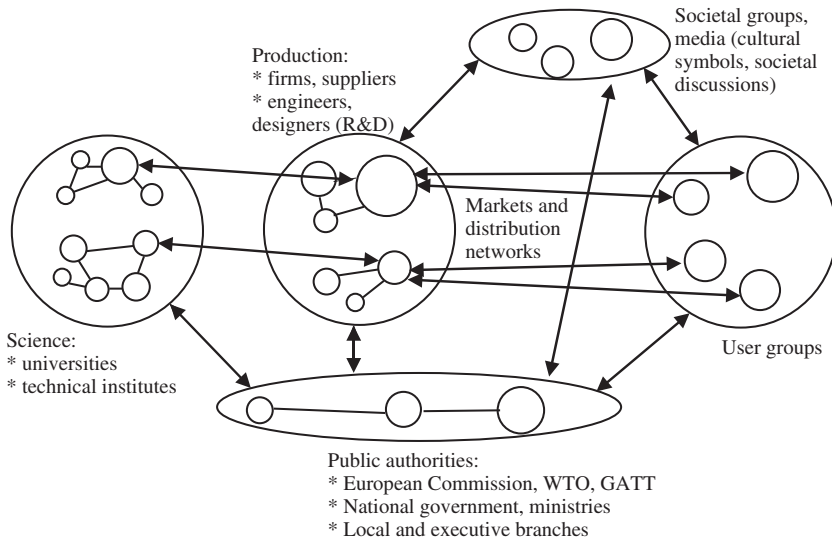 Societal groups,
media (cultural
symbols, societal
discussions)
Production:
* firms, suppliers
* engineers,
designers (R&D)
Markets and
distribution
networks
Science:
* universities
* technical institutes
User groups
Public authorities:
* European Commission, WTO, GATT
* National government, ministries
* Local and executive branches